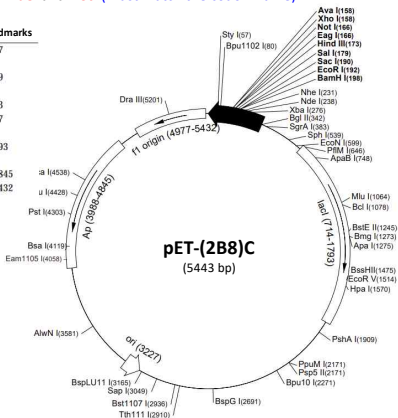 dmarks
Ava I(158)
Xho I(158)
Not I(166)
Eag I(166)
Hind III(173)
Sal I(179)
Sac I(190)
EcoR I(192)
BamH I(198)
Sty I(57)
Bpu1102 I(80)
Nhe I(231)
Nde I(238)
Xba I(276)
Bgl II(342)
SgrA I(383)
Sph I(539)
EcoN I(599)
PflM I(646)
ApaB I(748)
Mlu I(1064)
Bcl I(1078)
BstE II(1245)
Bmg I(1273)
Apa I(1275)
BssHII(1475)
EcoR V(1514)
Hpa I(1570)
PshA I(1909)
PpuM I(2171)
Psp5 II(2171)
Bpu10 I(2271)
BspG I(2691)
Tth111 I(2910)
Bst1107 I(2936)
Sap I(3049)
BspLU11 I(3165)
AlwN I(3581)
Eam1105 I(4058)
Bsa I(4119)
Pst I(4303)
u I(4428)
a I(4538)
Dra III(5201)
f1 origin (4977-5432)
Ap (3988-4845)
lacI (714-1793)
ori (3227)
pET-(2B8)C
(5443 bp)
7
9
3
7
93
845
432